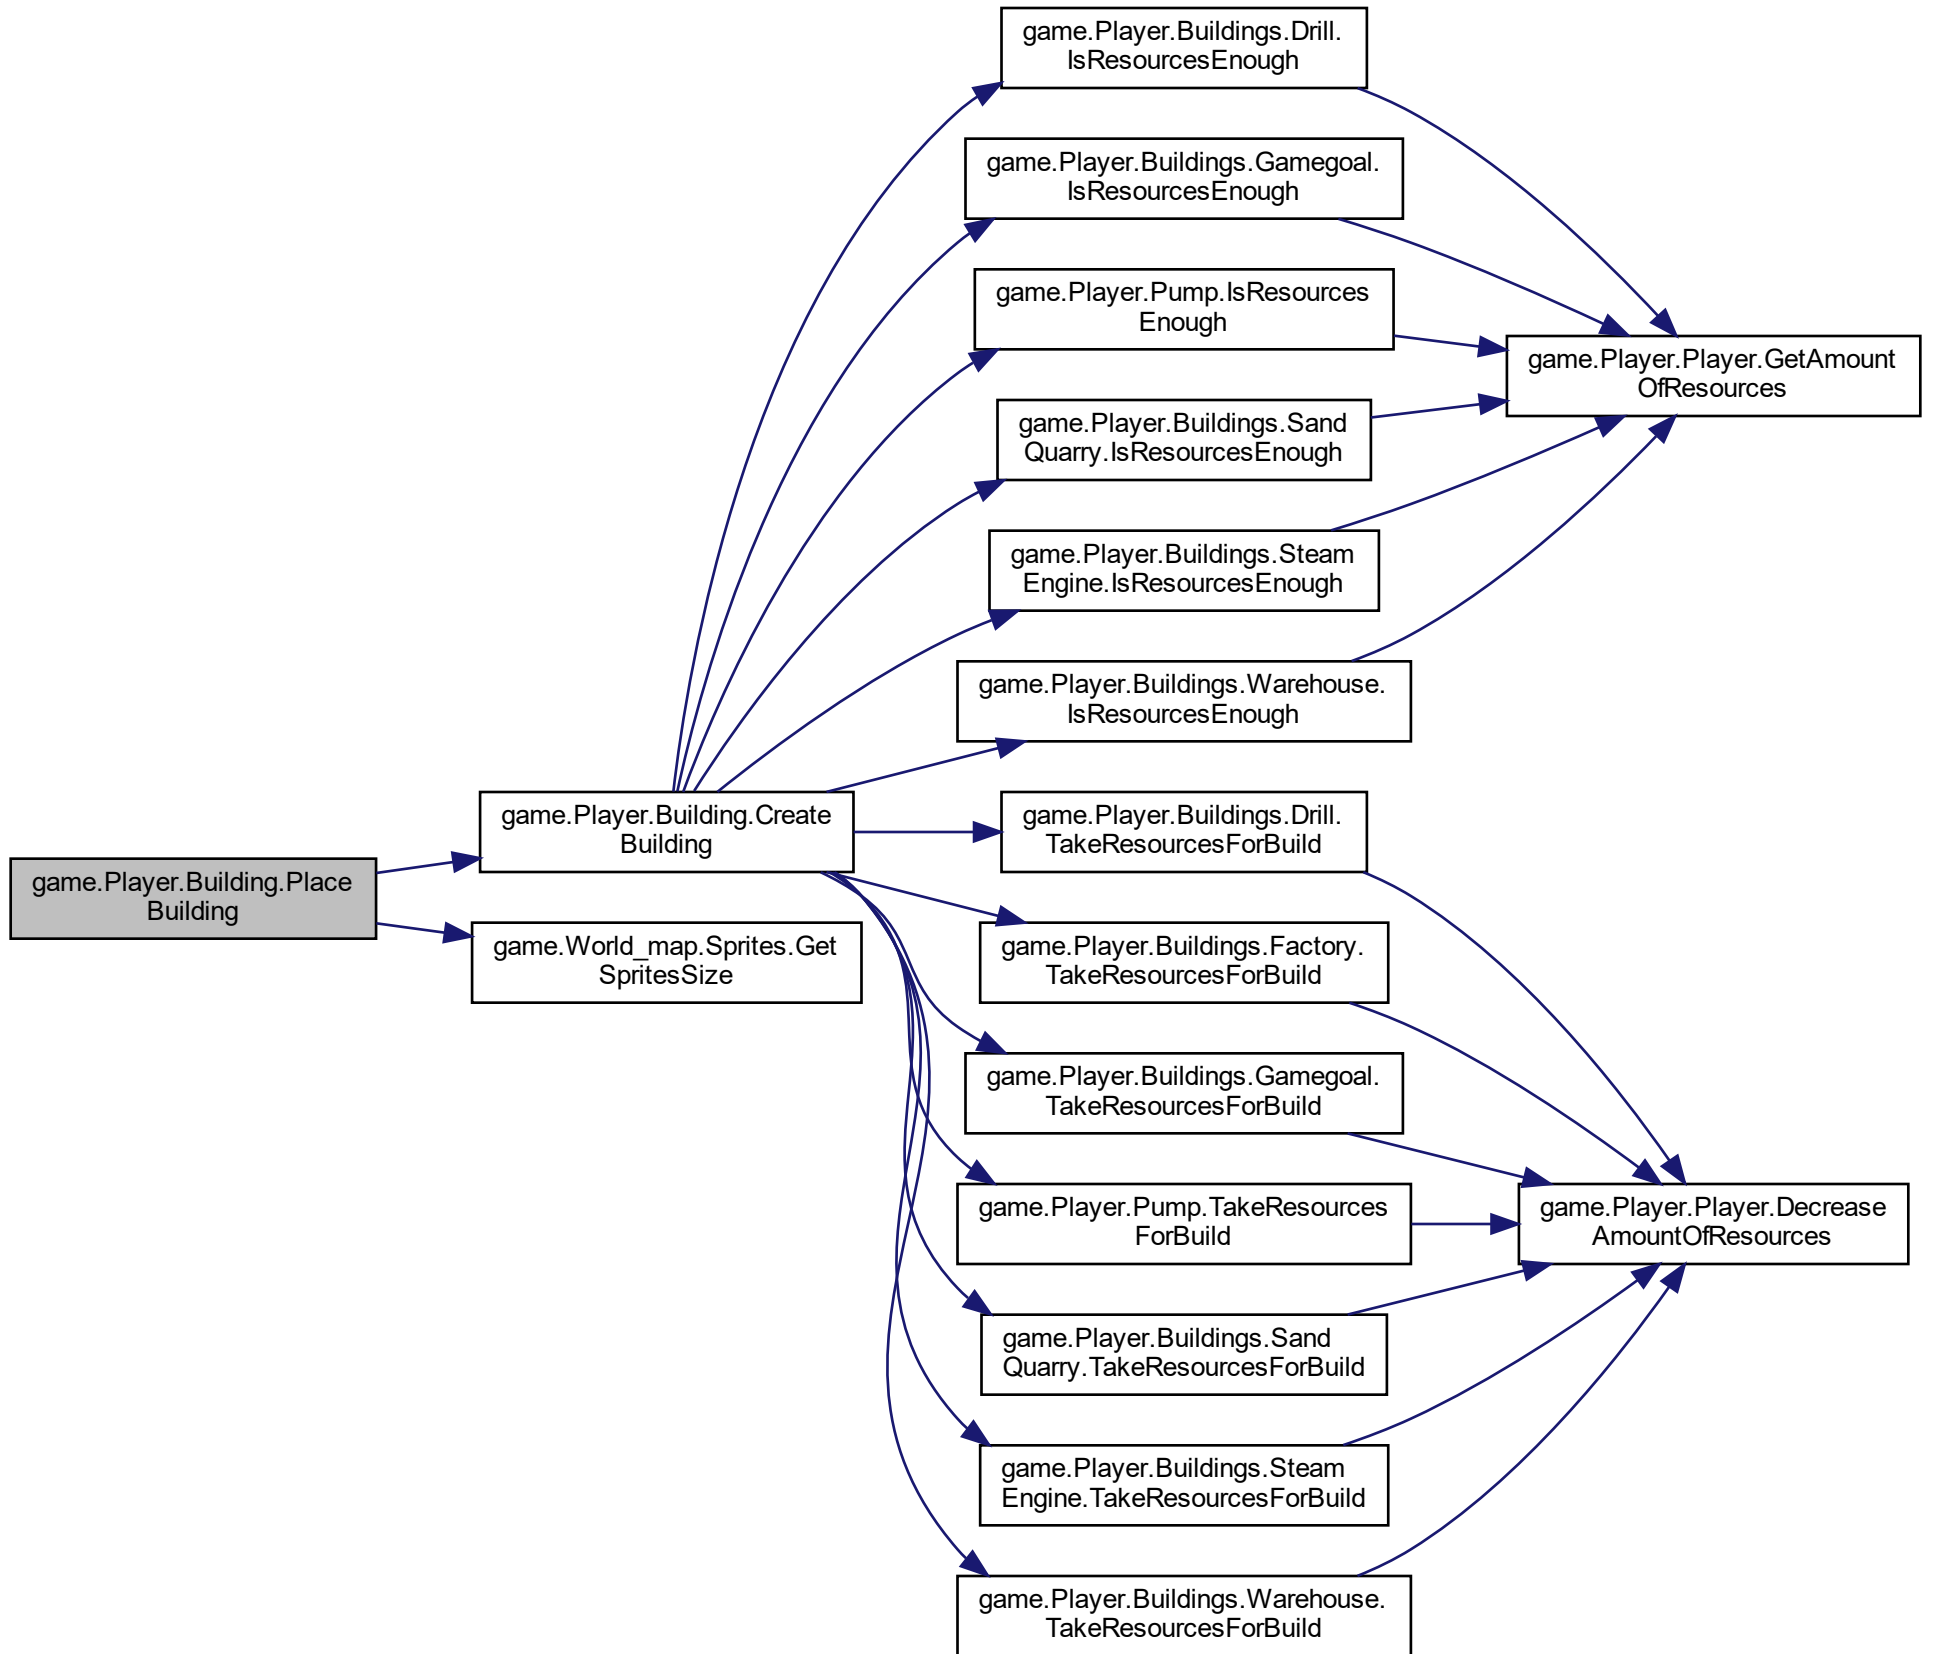 game.Player.Buildings.Drill.
IsResourcesEnough
game.Player.Buildings.Gamegoal.
IsResourcesEnough
game.Player.Pump.IsResources
Enough
game.Player.Player.GetAmount
OfResources
game.Player.Buildings.Sand
Quarry.IsResourcesEnough
game.Player.Buildings.Steam
Engine.IsResourcesEnough
game.Player.Buildings.Warehouse.
IsResourcesEnough
game.Player.Building.Create
Building
game.Player.Buildings.Drill.
TakeResourcesForBuild
game.Player.Building.Place
Building
game.World_map.Sprites.Get
SpritesSize
game.Player.Buildings.Factory.
TakeResourcesForBuild
game.Player.Buildings.Gamegoal.
TakeResourcesForBuild
game.Player.Pump.TakeResources
ForBuild
game.Player.Player.Decrease
AmountOfResources
game.Player.Buildings.Sand
Quarry.TakeResourcesForBuild
game.Player.Buildings.Steam
Engine.TakeResourcesForBuild
game.Player.Buildings.Warehouse.
TakeResourcesForBuild